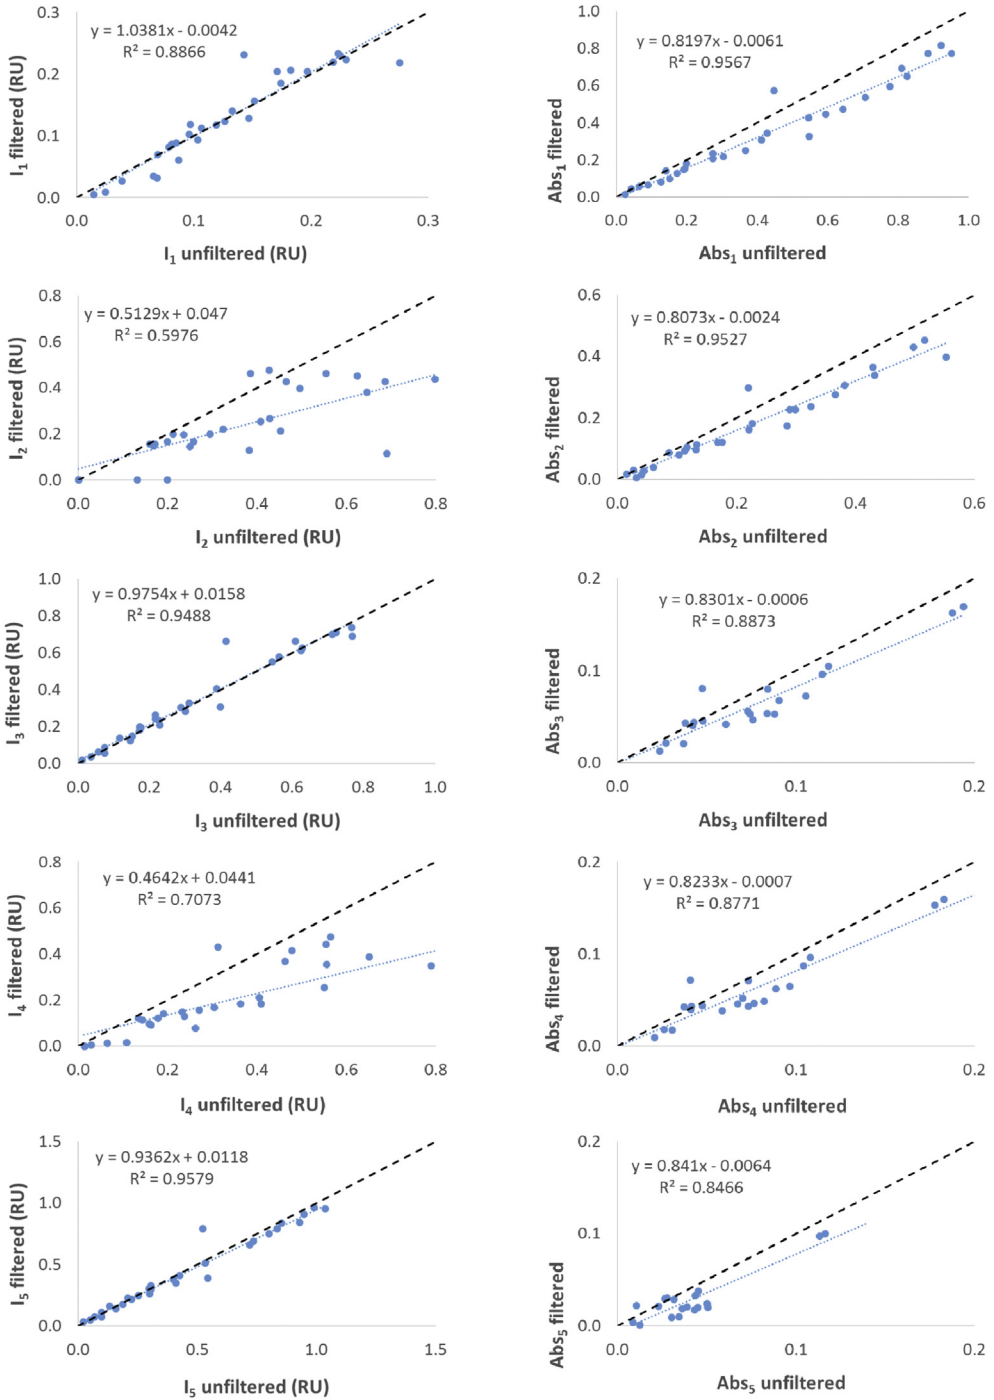 y = 1.0381x - 0.0042
R² = 0.8866
I₁ filtered (RU)
0.3
0.2
0.1
0.0
0.0 0.1 0.2 0.3
I₁ unfiltered (RU)
y = 0.8197x - 0.0061
R² = 0.9567
Abs₁ filtered
1.0
0.8
0.6
0.4
0.2
0.0
0.0 0.2 0.4 0.6 0.8 1.0
Abs₁ unfiltered
y = 0.5129x + 0.047
R² = 0.5976
I₂ filtered (RU)
0.8
0.6
0.4
0.2
0.0
0.0 0.2 0.4 0.6 0.8
I₂ unfiltered (RU)
y = 0.8073x - 0.0024
R² = 0.9527
Abs₂ filtered
0.6
0.4
0.2
0.0
0.0 0.2 0.4 0.6
Abs₂ unfiltered
y = 0.9754x + 0.0158
R² = 0.9488
I₃ filtered (RU)
1.0
0.8
0.6
0.4
0.2
0.0
0.0 0.2 0.4 0.6 0.8 1.0
I₃ unfiltered (RU)
y = 0.8301x - 0.0006
R² = 0.8873
Abs₃ filtered
0.2
0.1
0.0
0.0 0.1 0.2
Abs₃ unfiltered
y = 0.4642x + 0.0441
R² = 0.7073
I₄ filtered (RU)
0.8
0.6
0.4
0.2
0.0
0.0 0.2 0.4 0.6 0.8
I₄ unfiltered (RU)
y = 0.8233x - 0.0007
R² = 0.8771
Abs₄ filtered
0.2
0.1
0.0
0.0 0.1 0.2
Abs₄ unfiltered
y = 0.9362x + 0.0118
R² = 0.9579
I₅ filtered (RU)
1.5
1.0
0.5
0.0
0.0 0.5 1.0 1.5
I₅ unfiltered (RU)
y = 0.841x - 0.0064
R² = 0.8466
Abs₅ filtered
0.2
0.1
0.0
0.0 0.1 0.2
Abs₅ unfiltered